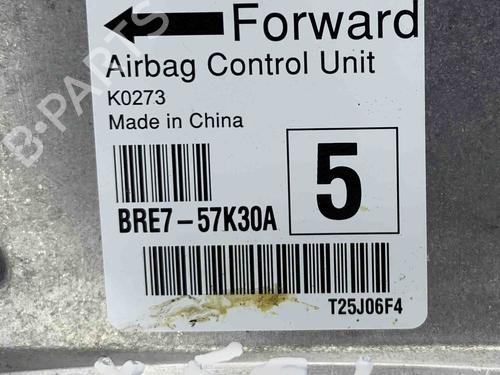 Forward
Airbag Control Unit
K0273
Made in China
5
BRE7-57K30A
T25J06F4
B-PARTS